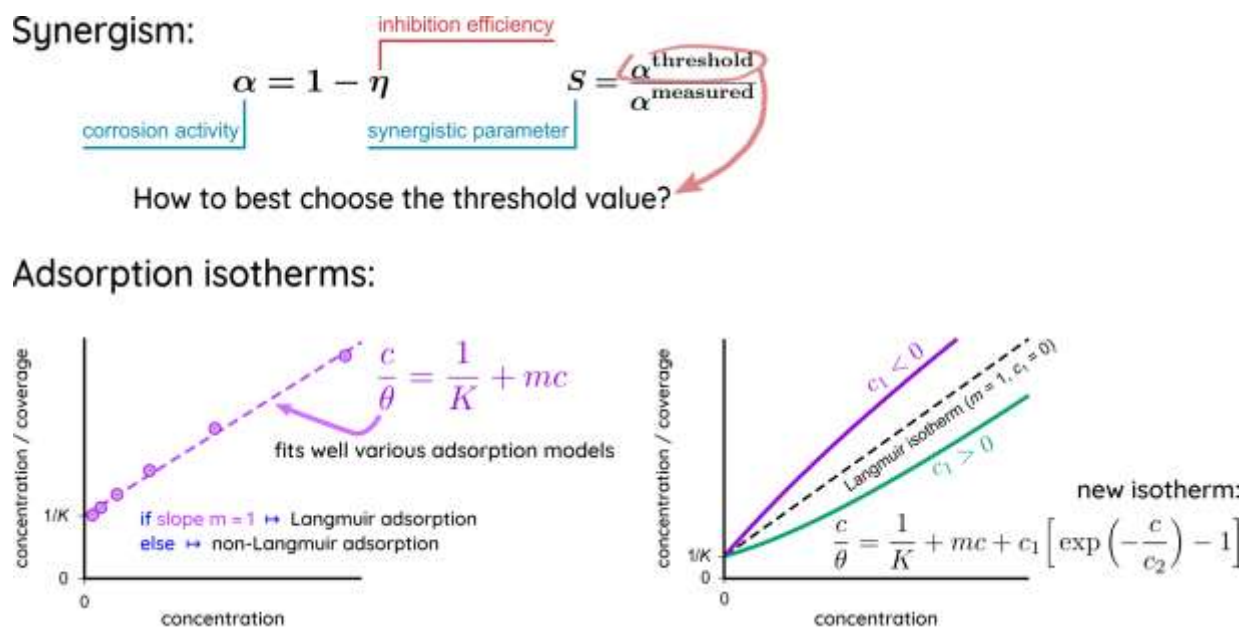 Synergism:
inhibition efficiency
α = 1 − η
S = α^threshold / α^measured
corrosion activity
synergistic parameter
How to best choose the threshold value?
Adsorption isotherms:
concentration / coverage
c/θ = 1/K + mc
fits well various adsorption models
1/K
if slope m = 1 ↦ Langmuir adsorption
else ↦ non-Langmuir adsorption
0
0
concentration
concentration / coverage
c₁ < 0
Langmuir isotherm (m = 1, c₁ = 0)
c₁ > 0
new isotherm:
c/θ = 1/K + mc + c₁ [exp(−c/c₂) − 1]
1/K
0
0
concentration